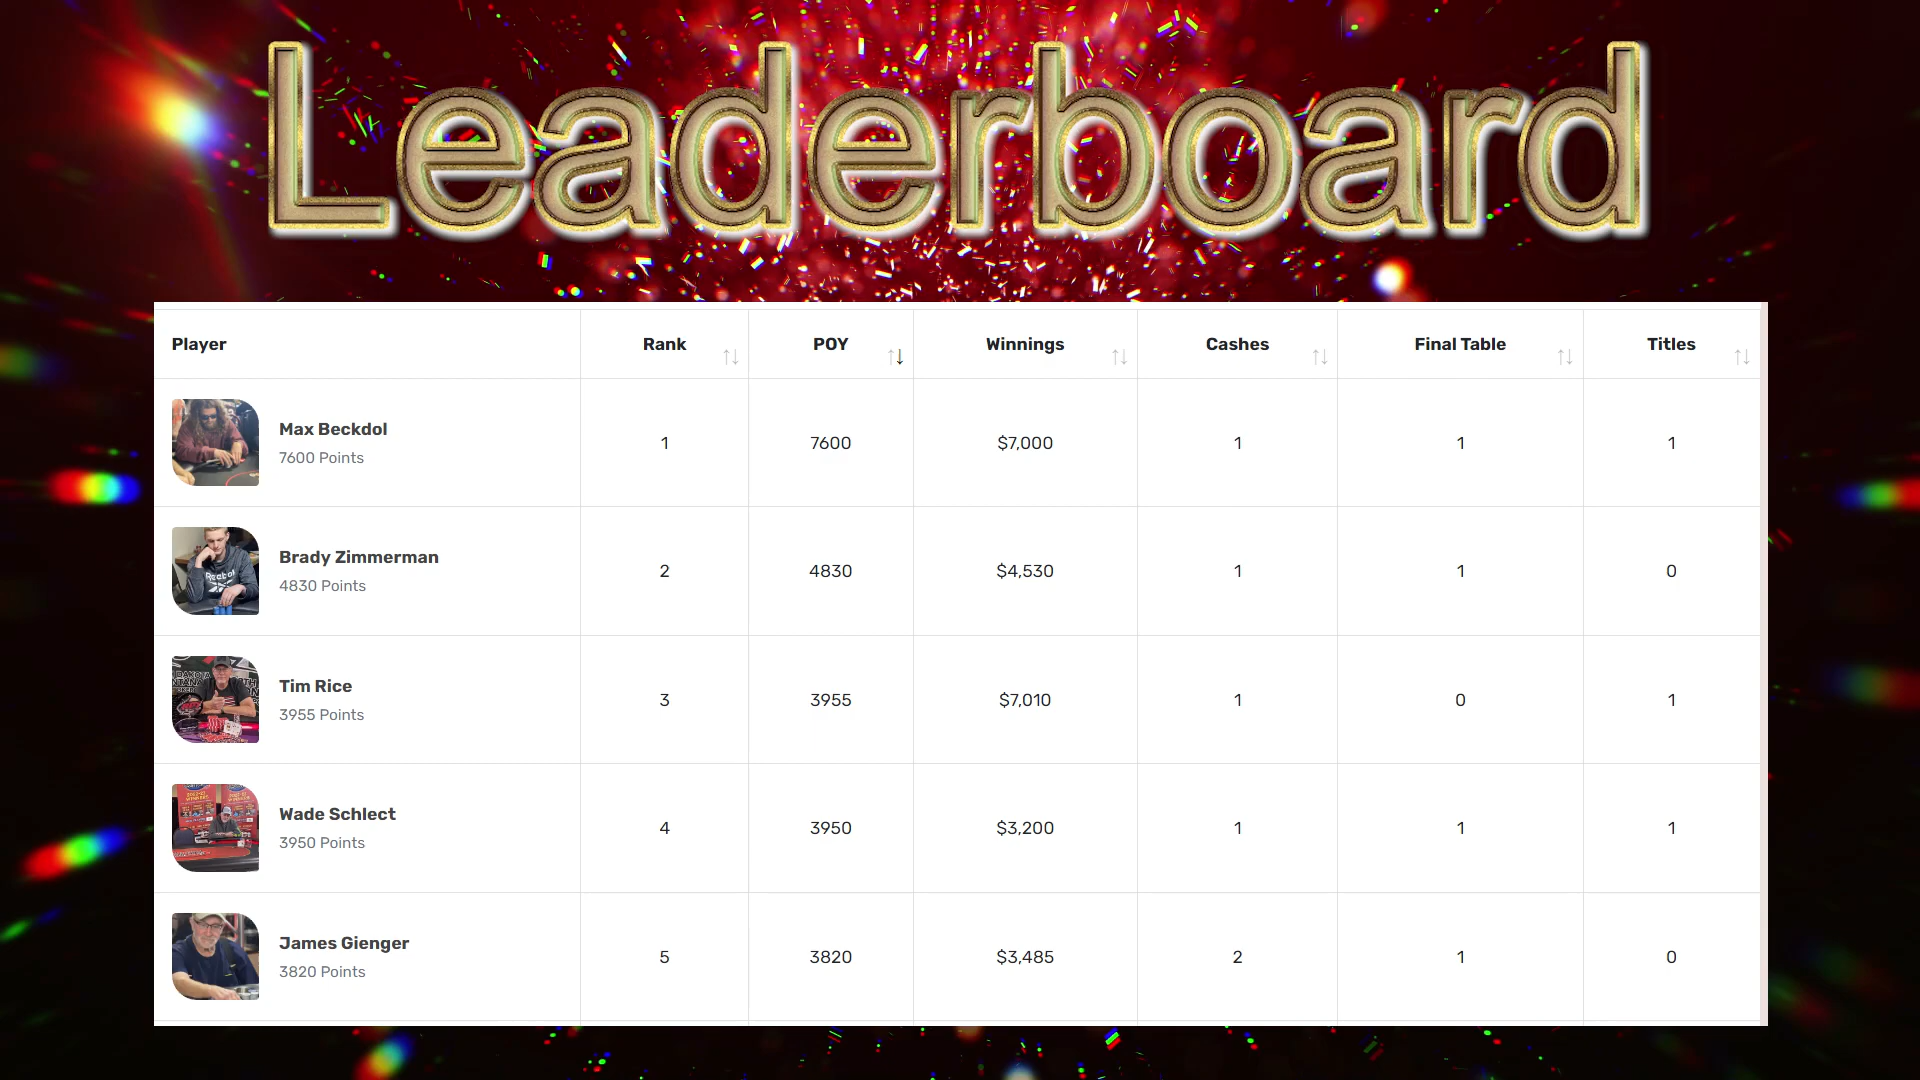 Leaderboard
Player Rank POY Winnings Cashes Final Table Titles
Max Beckdol
7600 Points
1 7600 $7,000 1 1 1
Brady Zimmerman
4830 Points
2 4830 $4,530 1 1 0
Reebok
Tim Rice
3955 Points
3 3955 $7,010 1 0 1
Wade Schlect
3950 Points
4 3950 $3,200 1 1 1
James Gienger
3820 Points
5 3820 $3,485 2 1 0